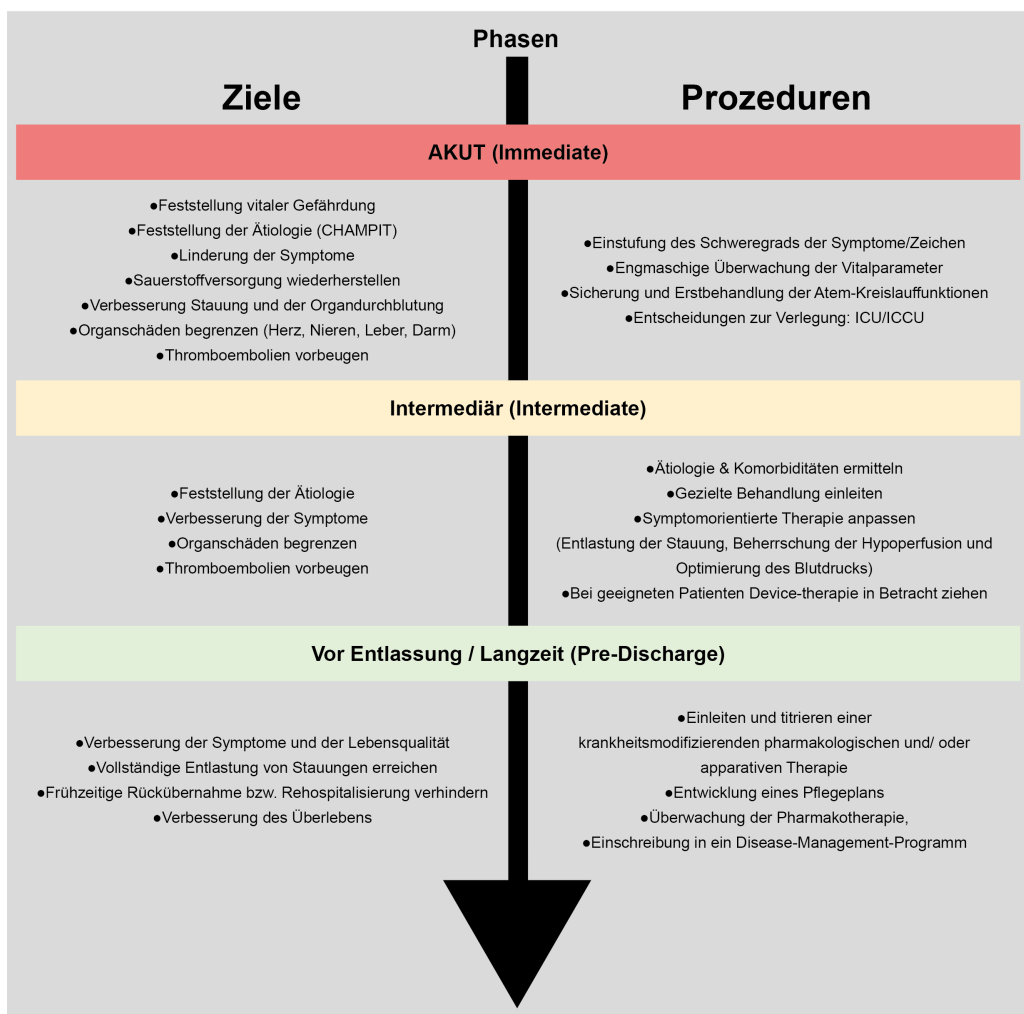 Phasen
Ziele
Prozeduren
AKUT (Immediate)
●Feststellung vitaler Gefährdung
●Feststellung der Ätiologie (CHAMPIT)
●Linderung der Symptome
●Sauerstoffversorgung wiederherstellen
●Verbesserung Stauung und der Organdurchblutung
●Organschäden begrenzen (Herz, Nieren, Leber, Darm)
●Thromboembolien vorbeugen
●Einstufung des Schweregrads der Symptome/Zeichen
●Engmaschige Überwachung der Vitalparameter
●Sicherung und Erstbehandlung der Atem-Kreislauffunktionen
●Entscheidungen zur Verlegung: ICU/ICCU
Intermediär (Intermediate)
●Feststellung der Ätiologie
●Verbesserung der Symptome
●Organschäden begrenzen
●Thromboembolien vorbeugen
●Ätiologie & Komorbiditäten ermitteln
●Gezielte Behandlung einleiten
●Symptomorientierte Therapie anpassen
(Entlastung der Stauung, Beherrschung der Hypoperfusion und
Optimierung des Blutdrucks)
●Bei geeigneten Patienten Device-therapie in Betracht ziehen
Vor Entlassung / Langzeit (Pre-Discharge)
●Verbesserung der Symptome und der Lebensqualität
●Vollständige Entlastung von Stauungen erreichen
●Frühzeitige Rückübernahme bzw. Rehospitalisierung verhindern
●Verbesserung des Überlebens
●Einleiten und titrieren einer
krankheitsmodifizierenden pharmakologischen und/ oder
apparativen Therapie
●Entwicklung eines Pflegeplans
●Überwachung der Pharmakotherapie,
●Einschreibung in ein Disease-Management-Programm